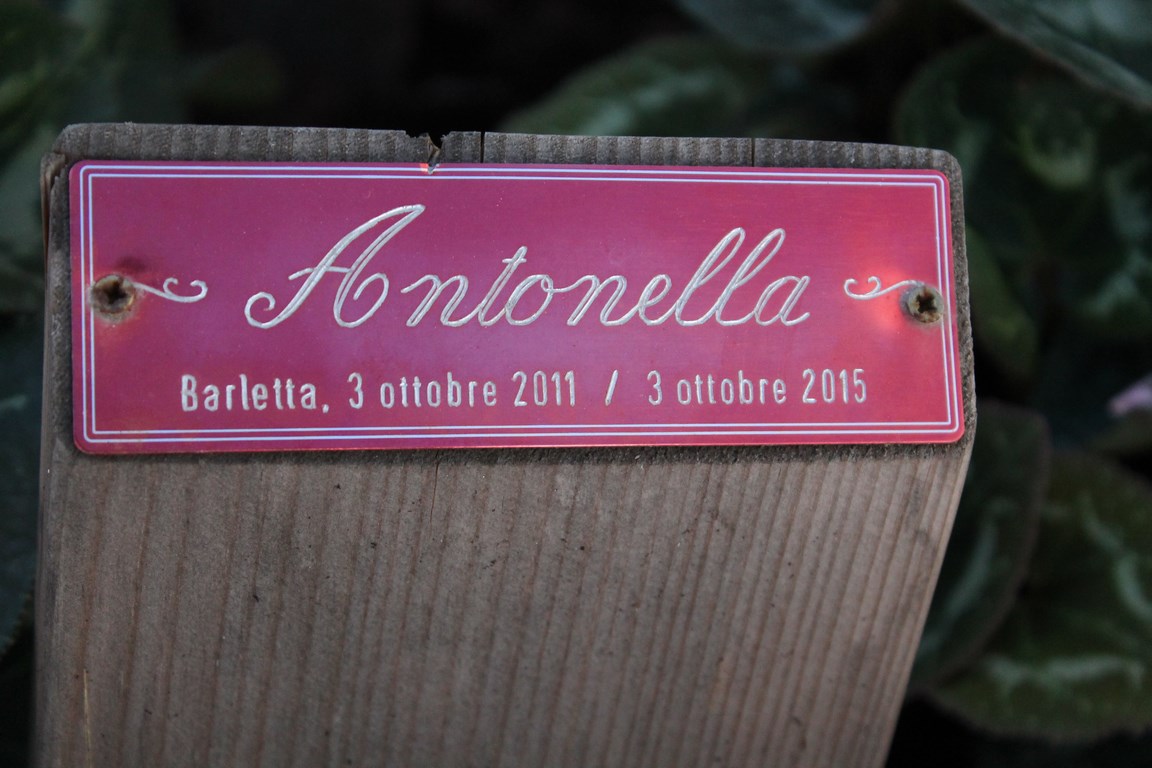 Antonella
Barletta, 3 ottobre 2011 / 3 ottobre 2015